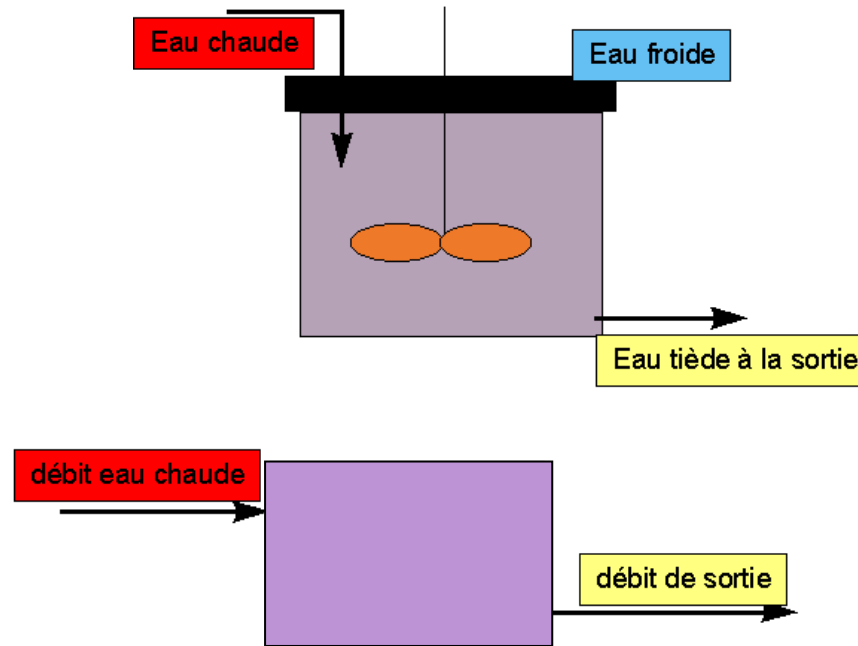 Eau chaude
Eau froide
Eau tiède à la sortie
débit eau chaude
débit de sortie